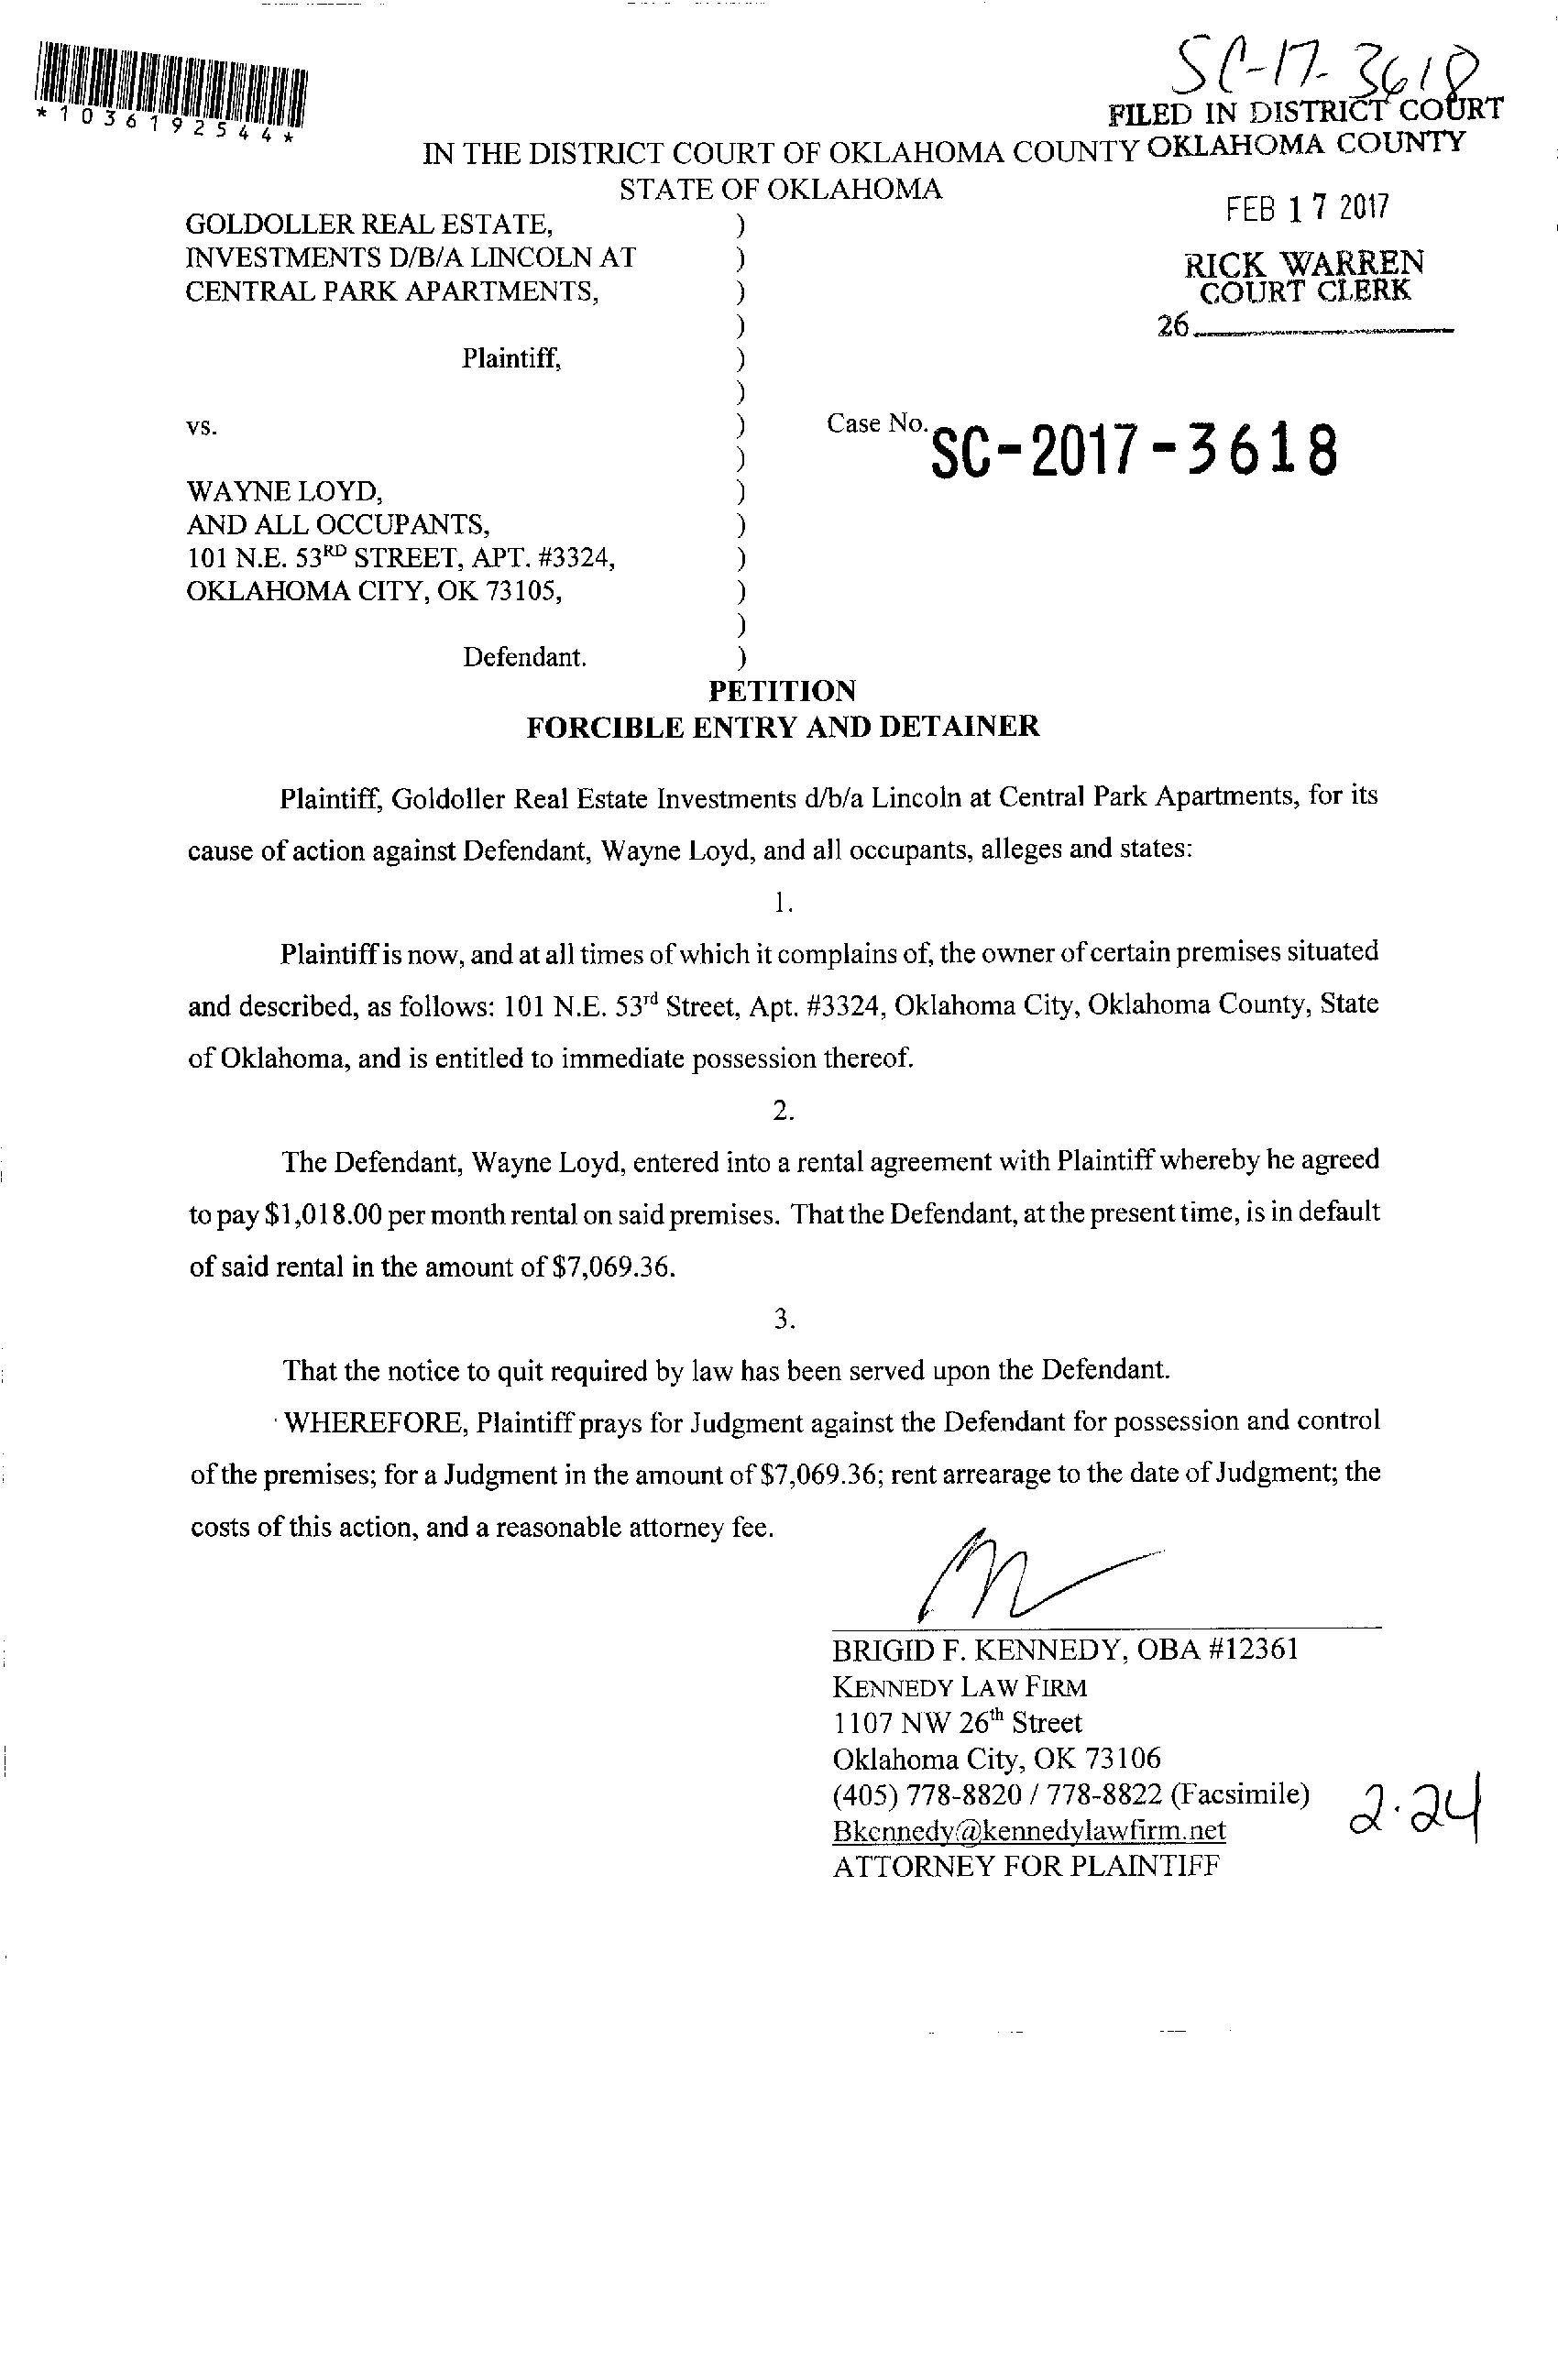 *1036192544*
SC-17-3618
FILED IN DISTRICT COURT
OKLAHOMA COUNTY
FEB 17 2017
RICK WARREN
COURT CLERK
26
IN THE DISTRICT COURT OF OKLAHOMA COUNTY
STATE OF OKLAHOMA
GOLDOLLER REAL ESTATE, )
INVESTMENTS D/B/A LINCOLN AT )
CENTRAL PARK APARTMENTS, )
)
Plaintiff, )
)
vs. ) Case No. SC-2017-3618
)
WAYNE LOYD, )
AND ALL OCCUPANTS, )
101 N.E. 53RD STREET, APT. #3324, )
OKLAHOMA CITY, OK 73105, )
)
Defendant. )
PETITION
FORCIBLE ENTRY AND DETAINER
Plaintiff, Goldoller Real Estate Investments d/b/a Lincoln at Central Park Apartments, for its
cause of action against Defendant, Wayne Loyd, and all occupants, alleges and states:
1.
Plaintiff is now, and at all times of which it complains of, the owner of certain premises situated
and described, as follows: 101 N.E. 53rd Street, Apt. #3324, Oklahoma City, Oklahoma County, State
of Oklahoma, and is entitled to immediate possession thereof.
2.
The Defendant, Wayne Loyd, entered into a rental agreement with Plaintiff whereby he agreed
to pay $1,018.00 per month rental on said premises. That the Defendant, at the present time, is in default
of said rental in the amount of $7,069.36.
3.
That the notice to quit required by law has been served upon the Defendant.
WHEREFORE, Plaintiff prays for Judgment against the Defendant for possession and control
of the premises; for a Judgment in the amount of $7,069.36; rent arrearage to the date of Judgment; the
costs of this action, and a reasonable attorney fee.
BRIGID F. KENNEDY, OBA #12361
KENNEDY LAW FIRM
1107 NW 26th Street
Oklahoma City, OK 73106
(405) 778-8820 / 778-8822 (Facsimile)
Bkennedy@kennedylawfirm.net
ATTORNEY FOR PLAINTIFF
2.24